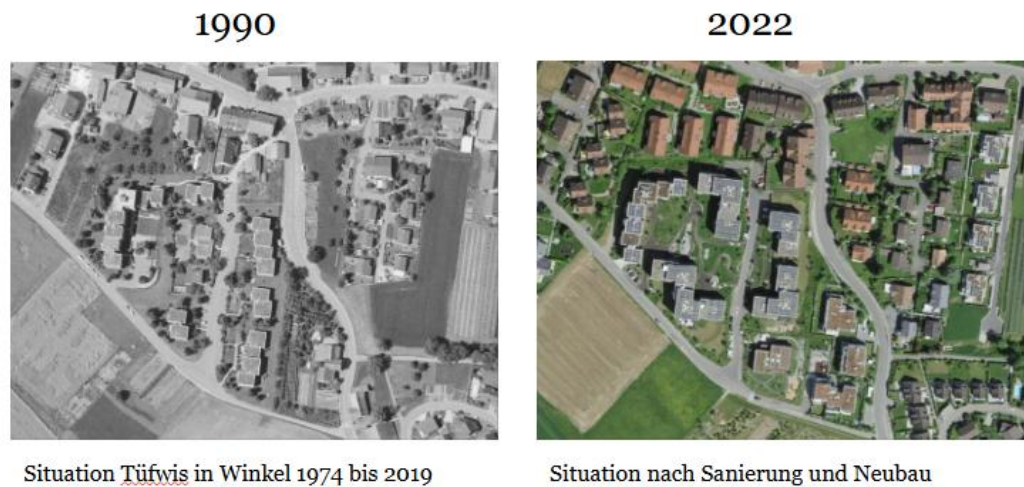 1990
2022
Situation Tüfwis in Winkel 1974 bis 2019
Situation nach Sanierung und Neubau